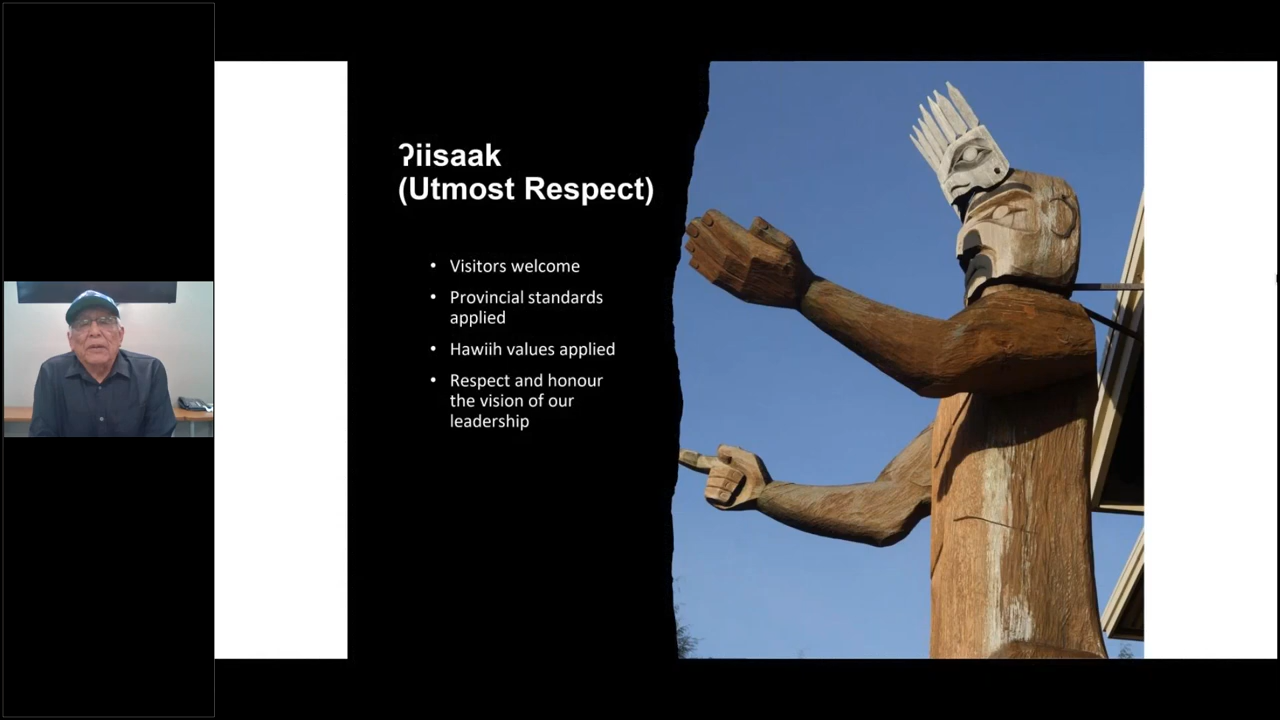 ʔiisaak
(Utmost Respect)
• Visitors welcome
• Provincial standards
applied
• Hawiih values applied
• Respect and honour
the vision of our
leadership